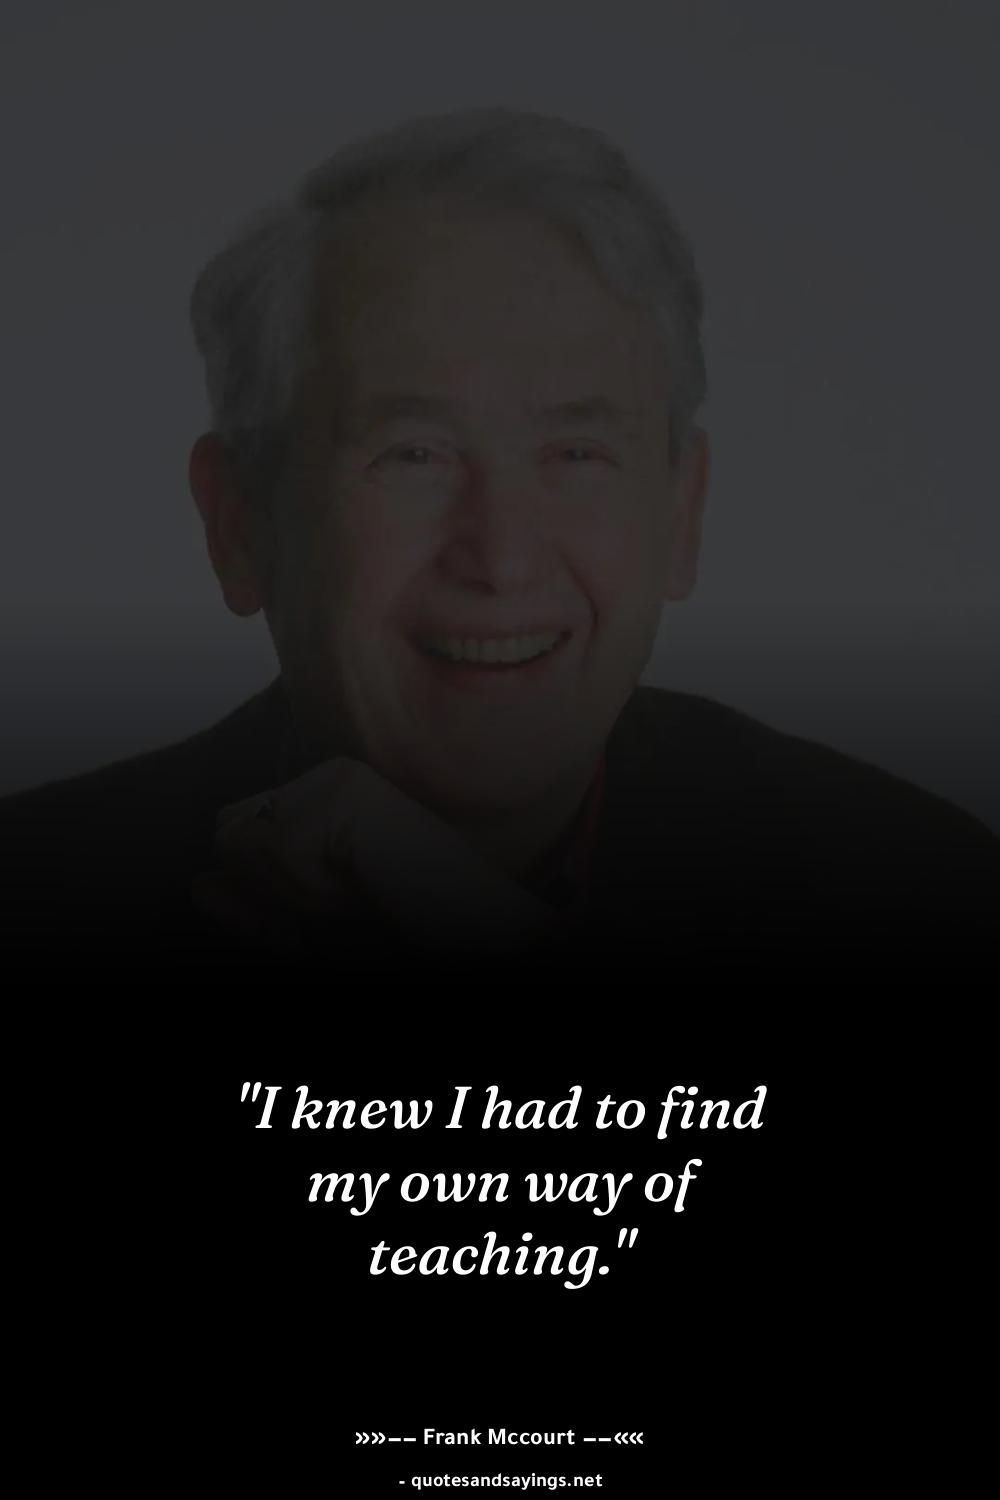 "I knew I had to find
my own way of
teaching."
»»−− Frank Mccourt −−««
- quotesandsayings.net